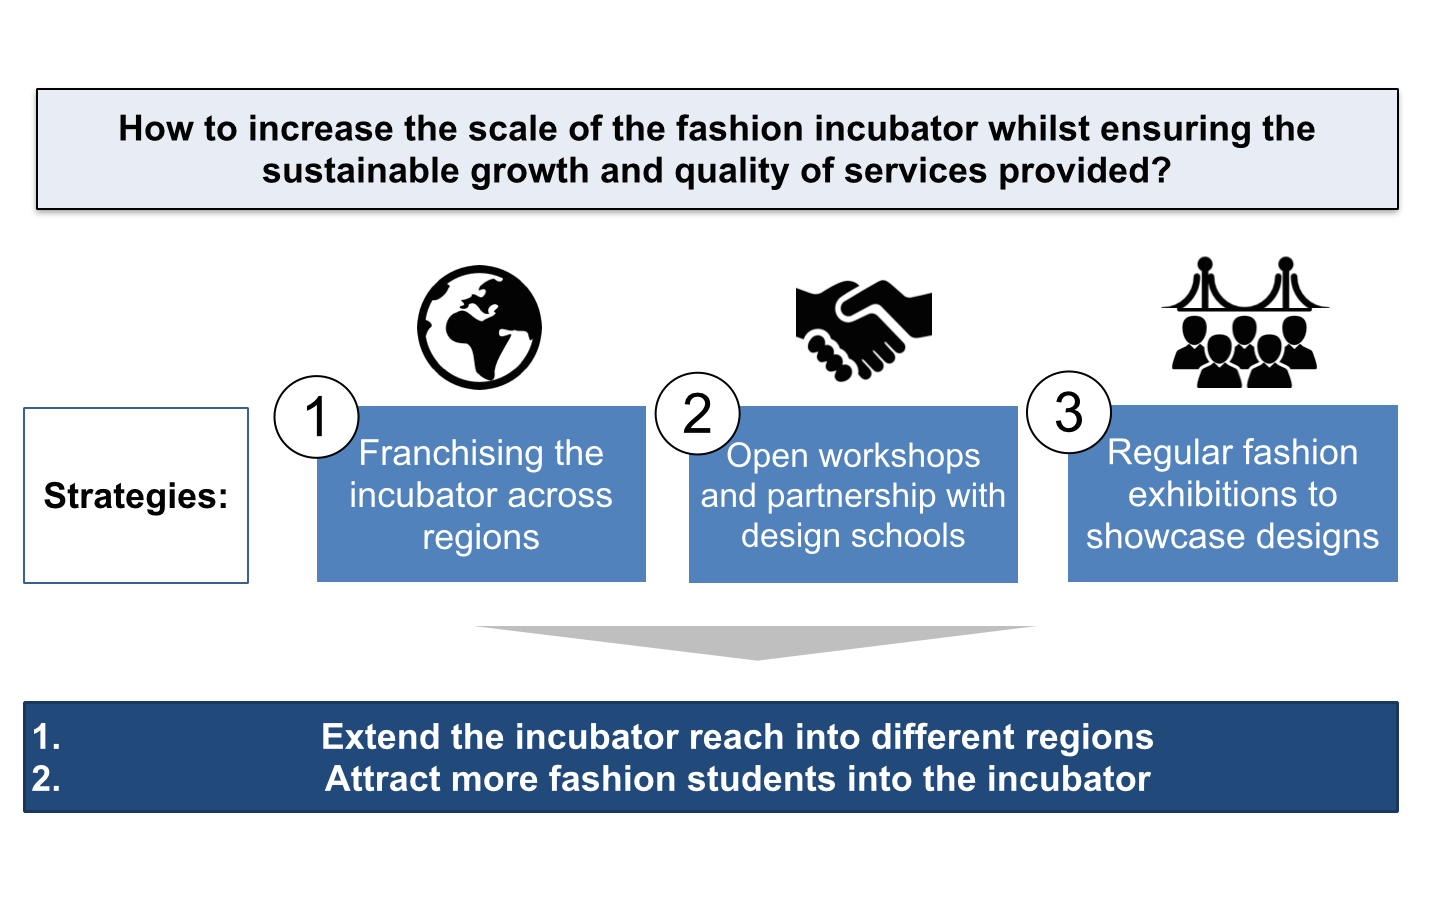 How to increase the scale of the fashion incubator whilst ensuring the
sustainable growth and quality of services provided?
Strategies:
1
Franchising the
incubator across
regions
2
Open workshops
and partnership with
design schools
3
Regular fashion
exhibitions to
showcase designs
1. Extend the incubator reach into different regions
2. Attract more fashion students into the incubator